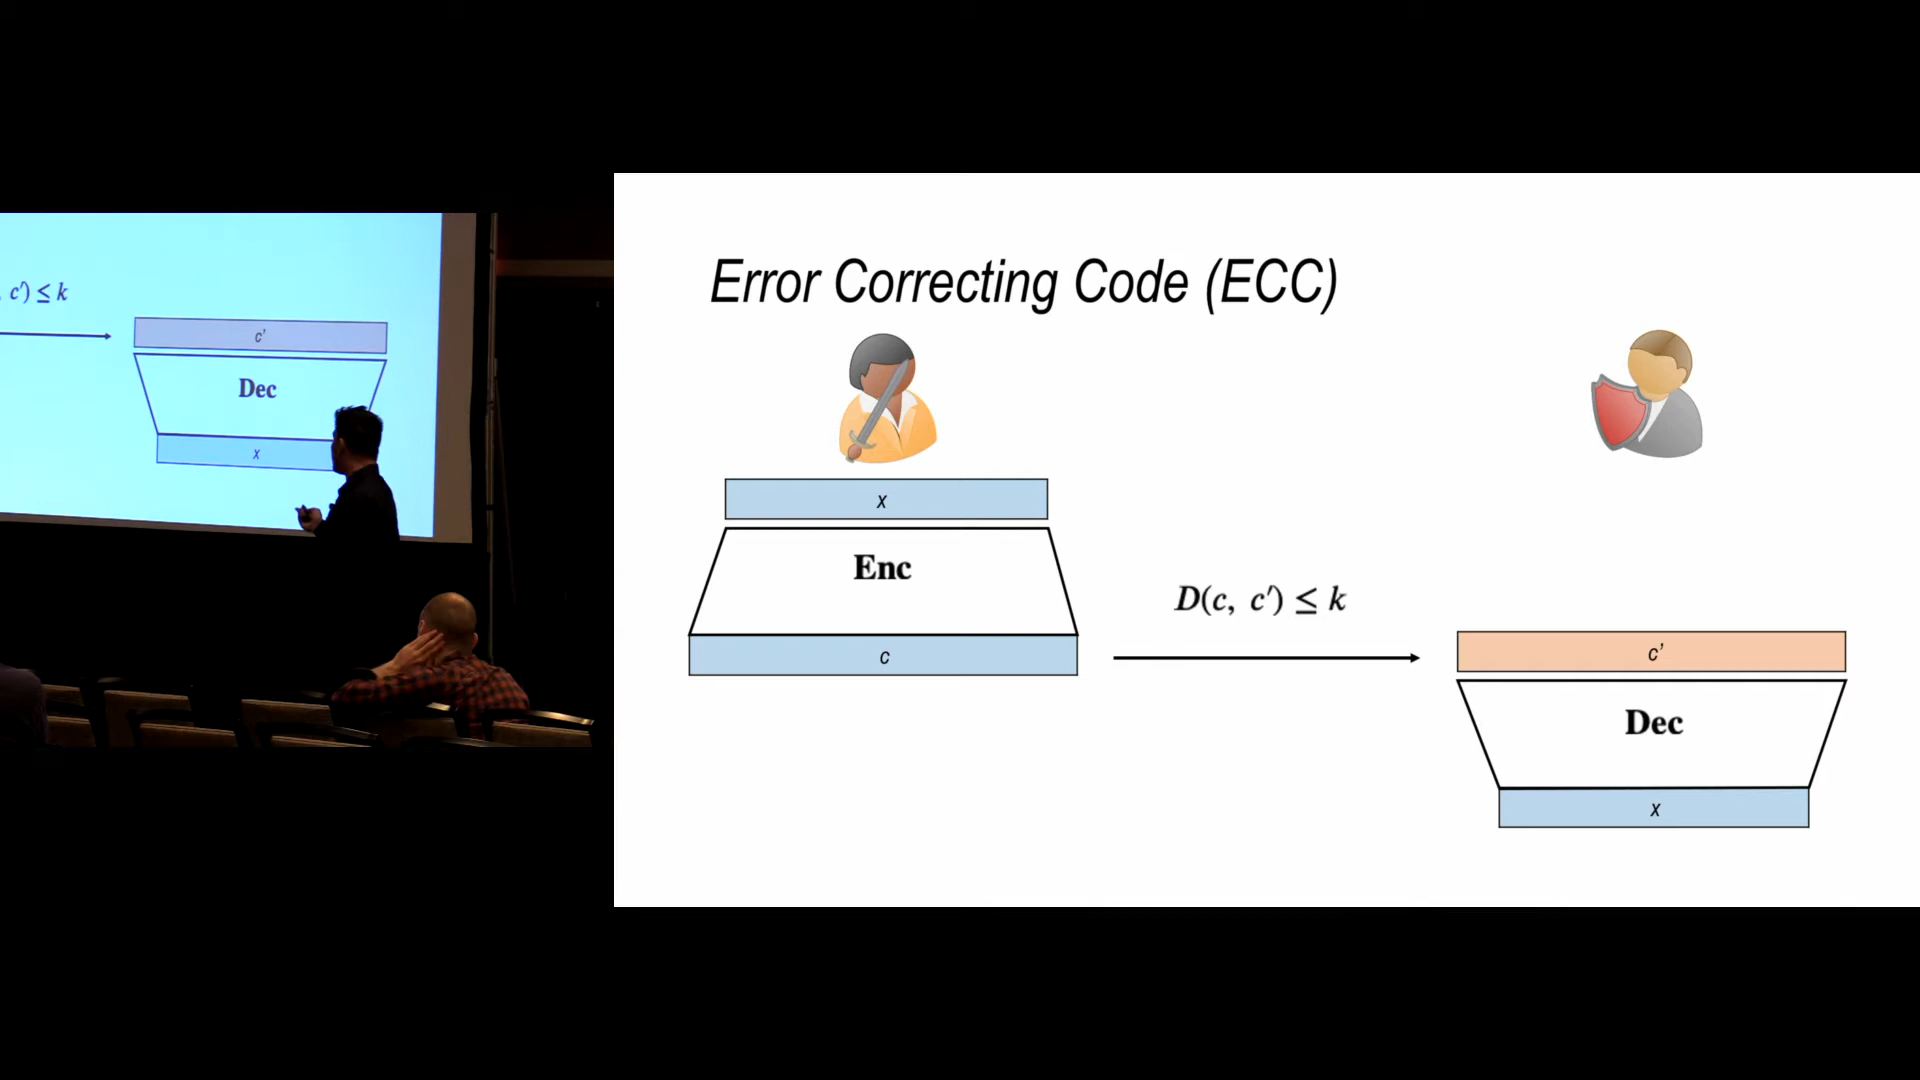 c') ≤ k
c'
Dec
x
Error Correcting Code (ECC)
x
Enc
c
D(c, c') ≤ k
c'
Dec
x